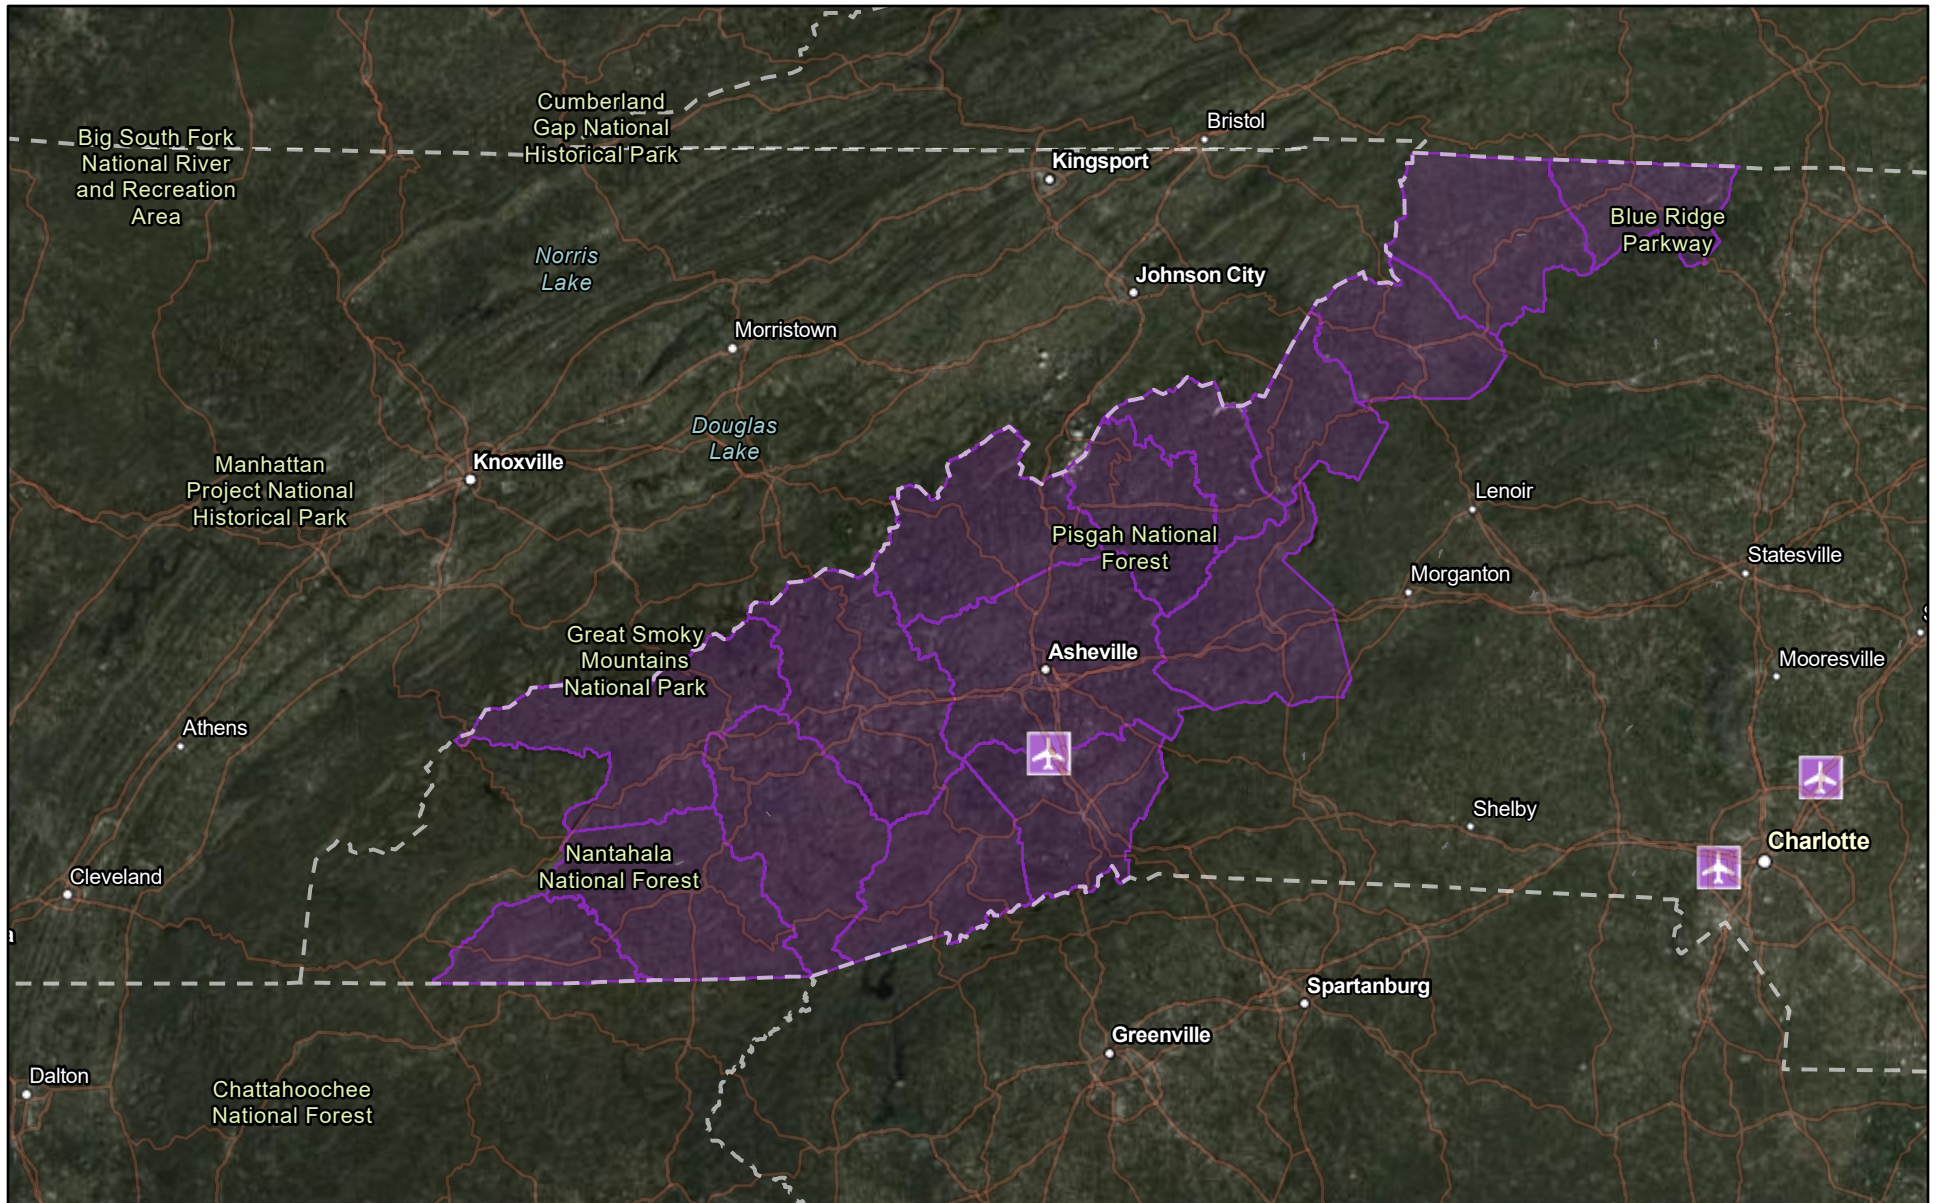 Cumberland
Gap National
Historical Park
Big South Fork
National River
and Recreation
Area
Bristol
Kingsport
Blue Ridge
Parkway
Norris
Lake
Johnson City
Morristown
Douglas
Lake
Manhattan
Project National
Historical Park
Knoxville
Lenoir
Pisgah National
Forest
Statesville
Morganton
Great Smoky
Mountains
National Park
Asheville
Mooresville
Athens
Shelby
Charlotte
Nantahala
National Forest
Cleveland
Spartanburg
Greenville
Dalton
Chattahoochee
National Forest